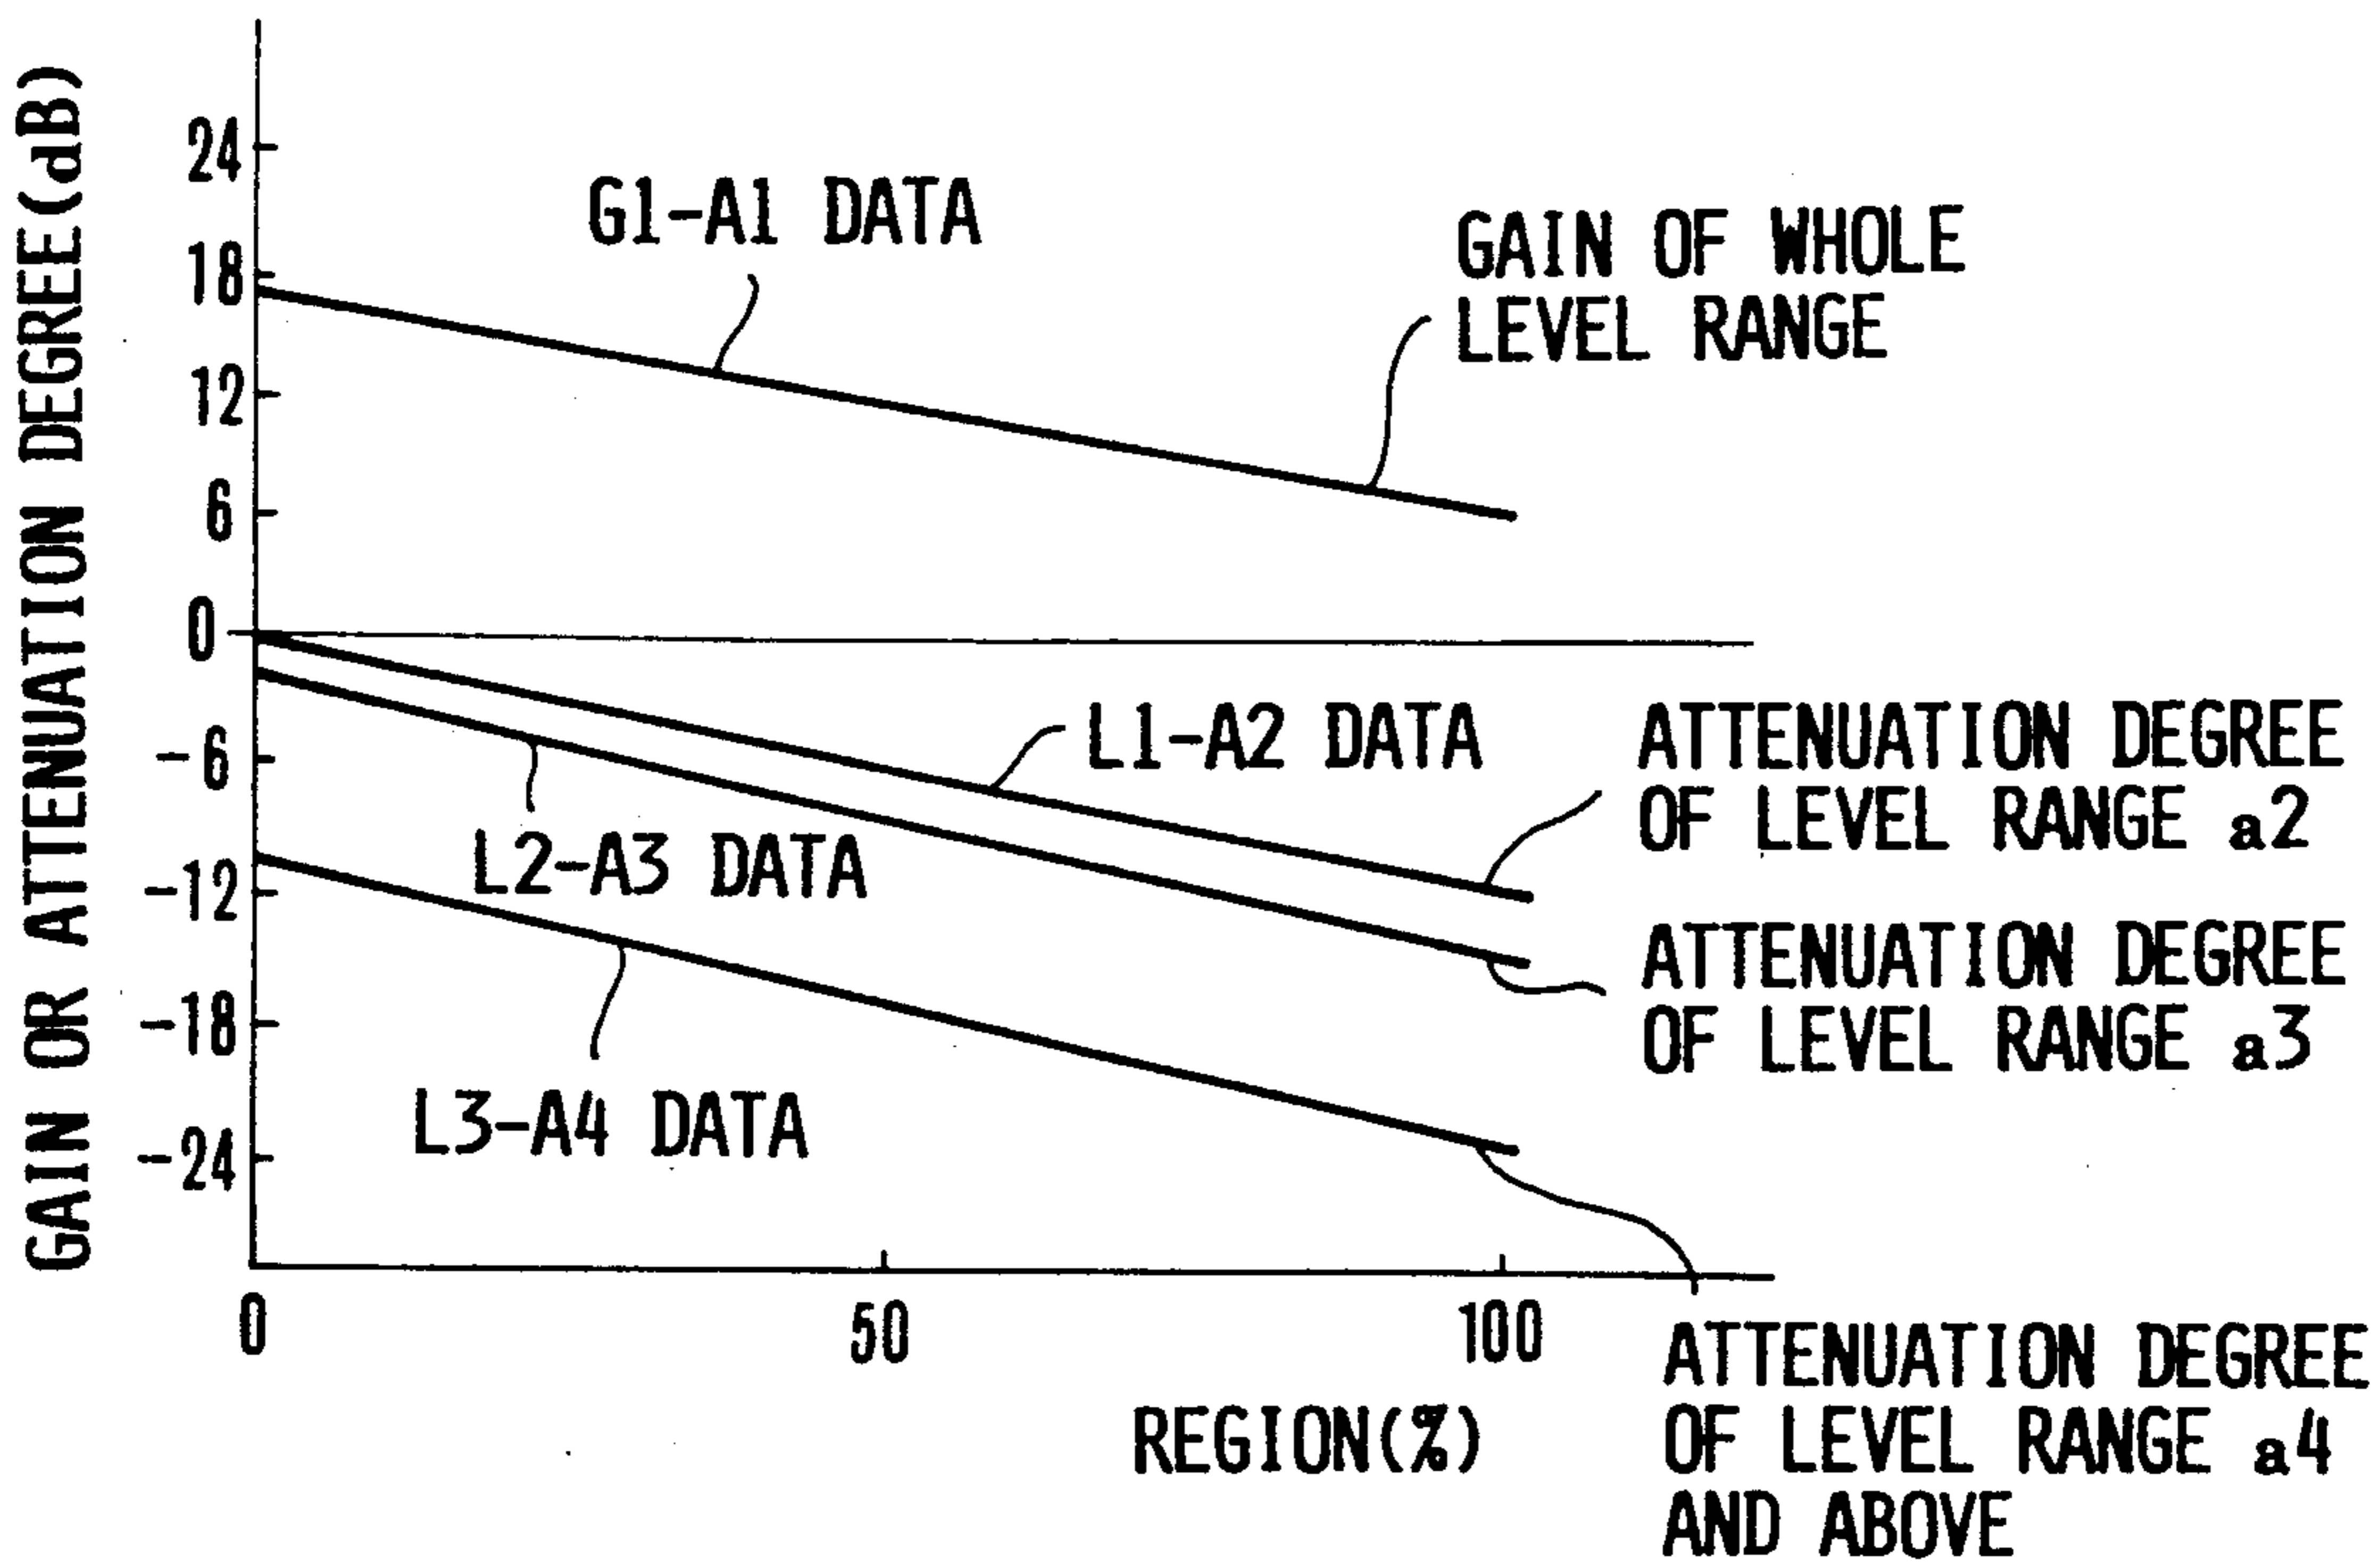 GAIN OR ATTENUATION DEGREE(dB)
24
18
12
6
0
-6
-12
-18
-24
G1-A1 DATA
GAIN OF WHOLE
LEVEL RANGE
L1-A2 DATA
ATTENUATION DEGREE
OF LEVEL RANGE a2
L2-A3 DATA
ATTENUATION DEGREE
OF LEVEL RANGE a3
L3-A4 DATA
0
50
100
REGION(%)
ATTENUATION DEGREE
OF LEVEL RANGE a4
AND ABOVE